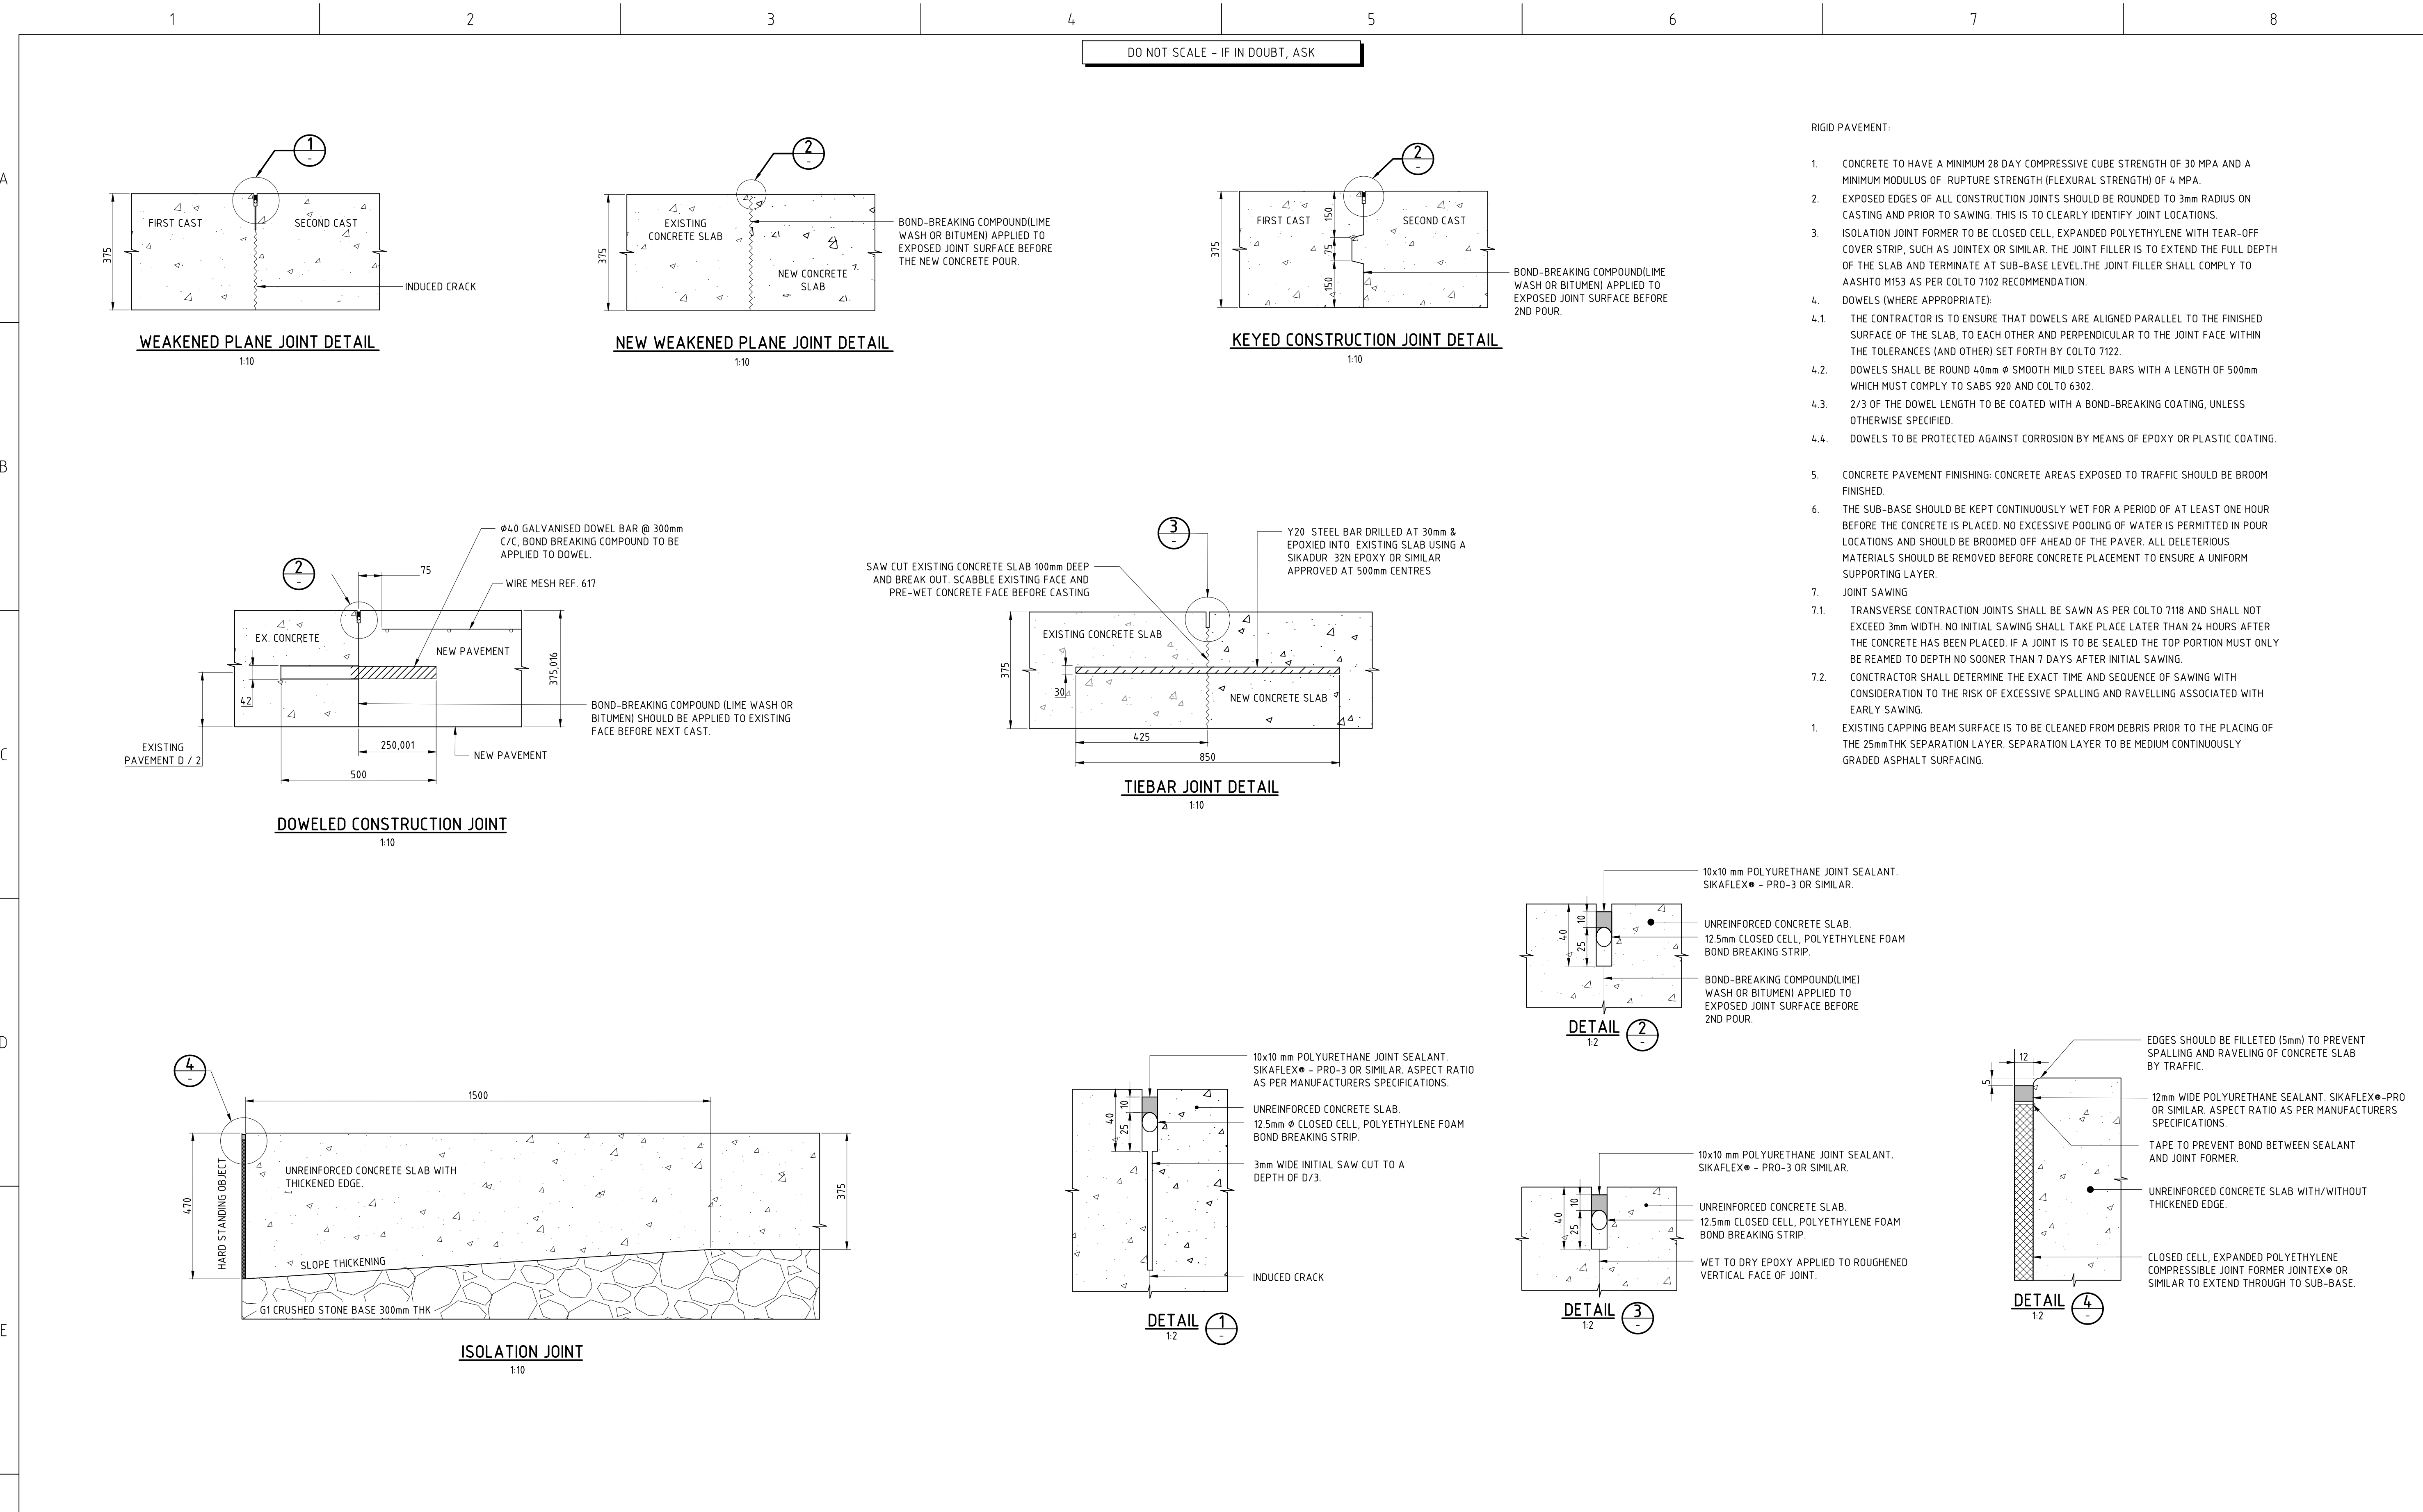 1 2 3 4 5 6 7 8
DO NOT SCALE - IF IN DOUBT, ASK
A
B
C
D
E
1
-
FIRST CAST
SECOND CAST
375
INDUCED CRACK
WEAKENED PLANE JOINT DETAIL
1:10
2
-
EXISTING
CONCRETE SLAB
NEW CONCRETE
SLAB
375
BOND-BREAKING COMPOUND(LIME
WASH OR BITUMEN) APPLIED TO
EXPOSED JOINT SURFACE BEFORE
THE NEW CONCRETE POUR.
NEW WEAKENED PLANE JOINT DETAIL
1:10
2
-
FIRST CAST
SECOND CAST
150
75
150
375
BOND-BREAKING COMPOUND(LIME
WASH OR BITUMEN) APPLIED TO
EXPOSED JOINT SURFACE BEFORE
2ND POUR.
KEYED CONSTRUCTION JOINT DETAIL
1:10
RIGID PAVEMENT:
1. CONCRETE TO HAVE A MINIMUM 28 DAY COMPRESSIVE CUBE STRENGTH OF 30 MPA AND A
MINIMUM MODULUS OF RUPTURE STRENGTH (FLEXURAL STRENGTH) OF 4 MPA.
2. EXPOSED EDGES OF ALL CONSTRUCTION JOINTS SHOULD BE ROUNDED TO 3mm RADIUS ON
CASTING AND PRIOR TO SAWING. THIS IS TO CLEARLY IDENTIFY JOINT LOCATIONS.
3. ISOLATION JOINT FORMER TO BE CLOSED CELL, EXPANDED POLYETHYLENE WITH TEAR-OFF
COVER STRIP, SUCH AS JOINTEX OR SIMILAR. THE JOINT FILLER IS TO EXTEND THE FULL DEPTH
OF THE SLAB AND TERMINATE AT SUB-BASE LEVEL.THE JOINT FILLER SHALL COMPLY TO
AASHTO M153 AS PER COLTO 7102 RECOMMENDATION.
4. DOWELS (WHERE APPROPRIATE):
4.1. THE CONTRACTOR IS TO ENSURE THAT DOWELS ARE ALIGNED PARALLEL TO THE FINISHED
SURFACE OF THE SLAB, TO EACH OTHER AND PERPENDICULAR TO THE JOINT FACE WITHIN
THE TOLERANCES (AND OTHER) SET FORTH BY COLTO 7122.
4.2. DOWELS SHALL BE ROUND 40mm Ø SMOOTH MILD STEEL BARS WITH A LENGTH OF 500mm
WHICH MUST COMPLY TO SABS 920 AND COLTO 6302.
4.3. 2/3 OF THE DOWEL LENGTH TO BE COATED WITH A BOND-BREAKING COATING, UNLESS
OTHERWISE SPECIFIED.
4.4. DOWELS TO BE PROTECTED AGAINST CORROSION BY MEANS OF EPOXY OR PLASTIC COATING.
5. CONCRETE PAVEMENT FINISHING: CONCRETE AREAS EXPOSED TO TRAFFIC SHOULD BE BROOM
FINISHED.
6. THE SUB-BASE SHOULD BE KEPT CONTINUOUSLY WET FOR A PERIOD OF AT LEAST ONE HOUR
BEFORE THE CONCRETE IS PLACED. NO EXCESSIVE POOLING OF WATER IS PERMITTED IN POUR
LOCATIONS AND SHOULD BE BROOMED OFF AHEAD OF THE PAVER. ALL DELETERIOUS
MATERIALS SHOULD BE REMOVED BEFORE CONCRETE PLACEMENT TO ENSURE A UNIFORM
SUPPORTING LAYER.
7. JOINT SAWING
7.1. TRANSVERSE CONTRACTION JOINTS SHALL BE SAWN AS PER COLTO 7118 AND SHALL NOT
EXCEED 3mm WIDTH. NO INITIAL SAWING SHALL TAKE PLACE LATER THAN 24 HOURS AFTER
THE CONCRETE HAS BEEN PLACED. IF A JOINT IS TO BE SEALED THE TOP PORTION MUST ONLY
BE REAMED TO DEPTH NO SOONER THAN 7 DAYS AFTER INITIAL SAWING.
7.2. CONCTRACTOR SHALL DETERMINE THE EXACT TIME AND SEQUENCE OF SAWING WITH
CONSIDERATION TO THE RISK OF EXCESSIVE SPALLING AND RAVELLING ASSOCIATED WITH
EARLY SAWING.
1. EXISTING CAPPING BEAM SURFACE IS TO BE CLEANED FROM DEBRIS PRIOR TO THE PLACING OF
THE 25mmTHK SEPARATION LAYER. SEPARATION LAYER TO BE MEDIUM CONTINUOUSLY
GRADED ASPHALT SURFACING.
2
-
Ø40 GALVANISED DOWEL BAR @ 300mm
C/C, BOND BREAKING COMPOUND TO BE
APPLIED TO DOWEL.
75
WIRE MESH REF. 617
EX. CONCRETE
NEW PAVEMENT
375,016
42
BOND-BREAKING COMPOUND (LIME WASH OR
BITUMEN) SHOULD BE APPLIED TO EXISTING
FACE BEFORE NEXT CAST.
EXISTING
PAVEMENT D / 2
250,001
NEW PAVEMENT
500
DOWELED CONSTRUCTION JOINT
1:10
3
-
Y20 STEEL BAR DRILLED AT 30mm &
EPOXIED INTO EXISTING SLAB USING A
SIKADUR 32N EPOXY OR SIMILAR
APPROVED AT 500mm CENTRES
SAW CUT EXISTING CONCRETE SLAB 100mm DEEP
AND BREAK OUT. SCABBLE EXISTING FACE AND
PRE-WET CONCRETE FACE BEFORE CASTING
EXISTING CONCRETE SLAB
375
30
NEW CONCRETE SLAB
425
850
TIEBAR JOINT DETAIL
1:10
4
-
1500
470
HARD STANDING OBJECT
UNREINFORCED CONCRETE SLAB WITH
THICKENED EDGE.
375
SLOPE THICKENING
G1 CRUSHED STONE BASE 300mm THK
ISOLATION JOINT
1:10
10x10 mm POLYURETHANE JOINT SEALANT.
SIKAFLEX® - PRO-3 OR SIMILAR. ASPECT RATIO
AS PER MANUFACTURERS SPECIFICATIONS.
40
10
25
UNREINFORCED CONCRETE SLAB.
12.5mm Ø CLOSED CELL, POLYETHYLENE FOAM
BOND BREAKING STRIP.
3mm WIDE INITIAL SAW CUT TO A
DEPTH OF D/3.
INDUCED CRACK
DETAIL 1
1:2 -
10x10 mm POLYURETHANE JOINT SEALANT.
SIKAFLEX® - PRO-3 OR SIMILAR.
40
10
25
UNREINFORCED CONCRETE SLAB.
12.5mm CLOSED CELL, POLYETHYLENE FOAM
BOND BREAKING STRIP.
BOND-BREAKING COMPOUND(LIME)
WASH OR BITUMEN) APPLIED TO
EXPOSED JOINT SURFACE BEFORE
2ND POUR.
DETAIL 2
1:2 -
10x10 mm POLYURETHANE JOINT SEALANT.
SIKAFLEX® - PRO-3 OR SIMILAR.
40
10
25
UNREINFORCED CONCRETE SLAB.
12.5mm CLOSED CELL, POLYETHYLENE FOAM
BOND BREAKING STRIP.
WET TO DRY EPOXY APPLIED TO ROUGHENED
VERTICAL FACE OF JOINT.
DETAIL 3
1:2 -
12
5
EDGES SHOULD BE FILLETED (5mm) TO PREVENT
SPALLING AND RAVELING OF CONCRETE SLAB
BY TRAFFIC.
12mm WIDE POLYURETHANE SEALANT. SIKAFLEX®-PRO
OR SIMILAR. ASPECT RATIO AS PER MANUFACTURERS
SPECIFICATIONS.
TAPE TO PREVENT BOND BETWEEN SEALANT
AND JOINT FORMER.
UNREINFORCED CONCRETE SLAB WITH/WITHOUT
THICKENED EDGE.
CLOSED CELL, EXPANDED POLYETHYLENE
COMPRESSIBLE JOINT FORMER JOINTEX® OR
SIMILAR TO EXTEND THROUGH TO SUB-BASE.
DETAIL 4
1:2 -